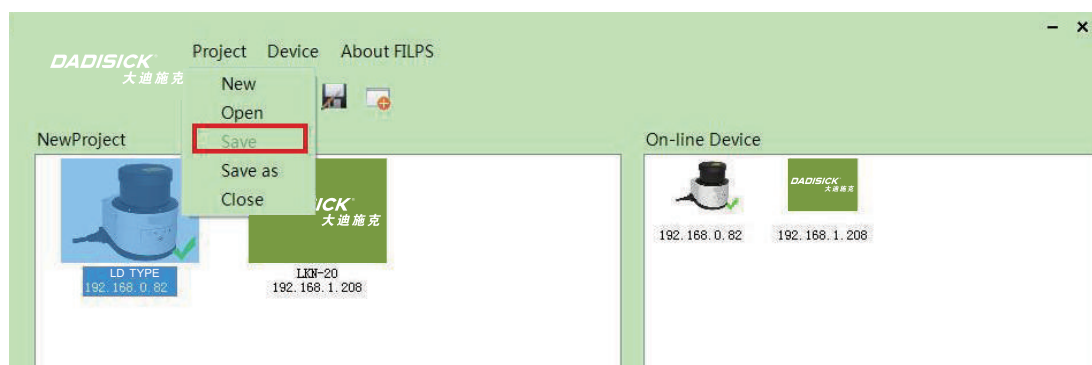 DADISICK
大迪施克
Project Device About FILPS
New
Open
Save
Save as
Close
NewProject
On-line Device
ICK
大迪施克
LD TYPE
192.168.0.82
LKN-20
192.168.1.208
DADISICK
大迪施克
192.168.0.82
192.168.1.208